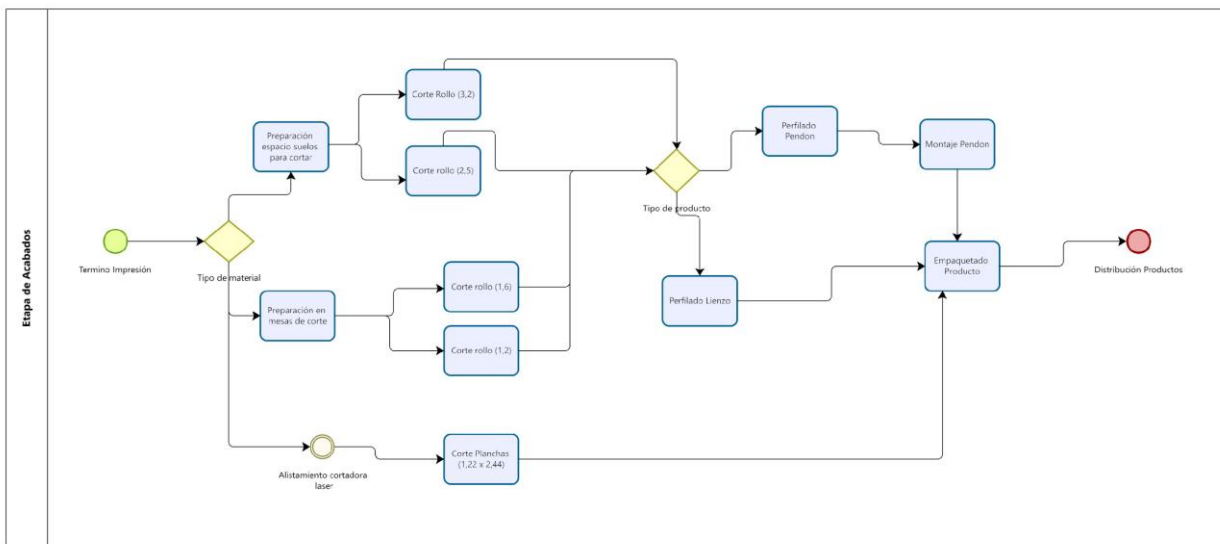 Etapa de Acabados
Termino Impresión
Tipo de material
Preparación
espacio suelos
para cortar
Corte Rollo (3,2)
Corte rollo (2,5)
Preparación en
mesas de corte
Corte rollo (1,6)
Corte rollo (1,2)
Alistamiento cortadora
laser
Corte Planchas
(1,22 x 2,44)
Tipo de producto
Perfilado
Pendon
Montaje Pendon
Perfilado Lienzo
Empaquetado
Producto
Distribución Productos